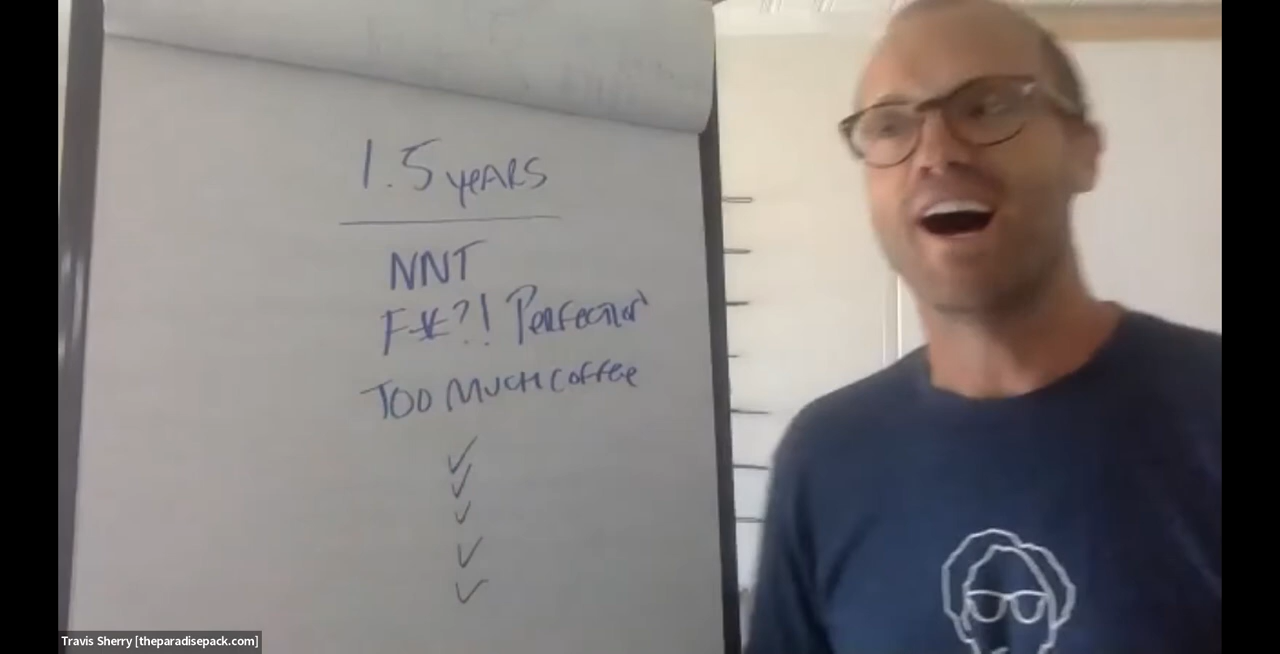 1.5 YEARS
NNT
F*?! PERFECTION
TOO MUCH COFFEE
Travis Sherry [theparadisepack.com]